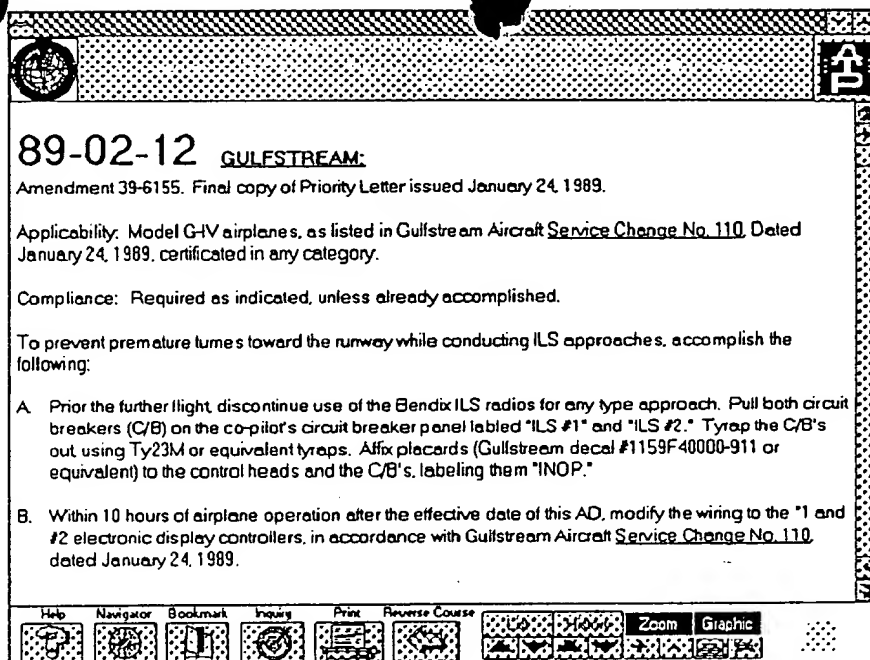 ATP
89-02-12 GULFSTREAM:
Amendment 39-6155. Final copy of Priority Letter issued January 24, 1989.
Applicability: Model G-IV airplanes, as listed in Gulfstream Aircraft Service Change No. 110, Dated
January 24, 1989, certificated in any category.
Compliance: Required as indicated, unless already accomplished.
To prevent premature turnes toward the runway while conducting ILS approaches, accomplish the
following:
A. Prior the further flight, discontinue use of the Bendix ILS radios for any type approach. Pull both circuit
breakers (C/B) on the co-pilot's circuit breaker panel labled "ILS #1" and "ILS #2." Tyrap the C/B's
out, using Ty23M or equivalent tyraps. Affix placards (Gulfstream decal #1159F40000-911 or
equivalent) to the control heads and the C/B's, labeling them "INOP."
B. Within 10 hours of airplane operation after the effective date of this AD, modify the wiring to the "1 and
#2 electronic display controllers, in accordance with Gulfstream Aircraft Service Change No. 110,
dated January 24, 1989.
Help Navigator Bookmark Inquiry Print Reverse Course List History Zoom Graphic